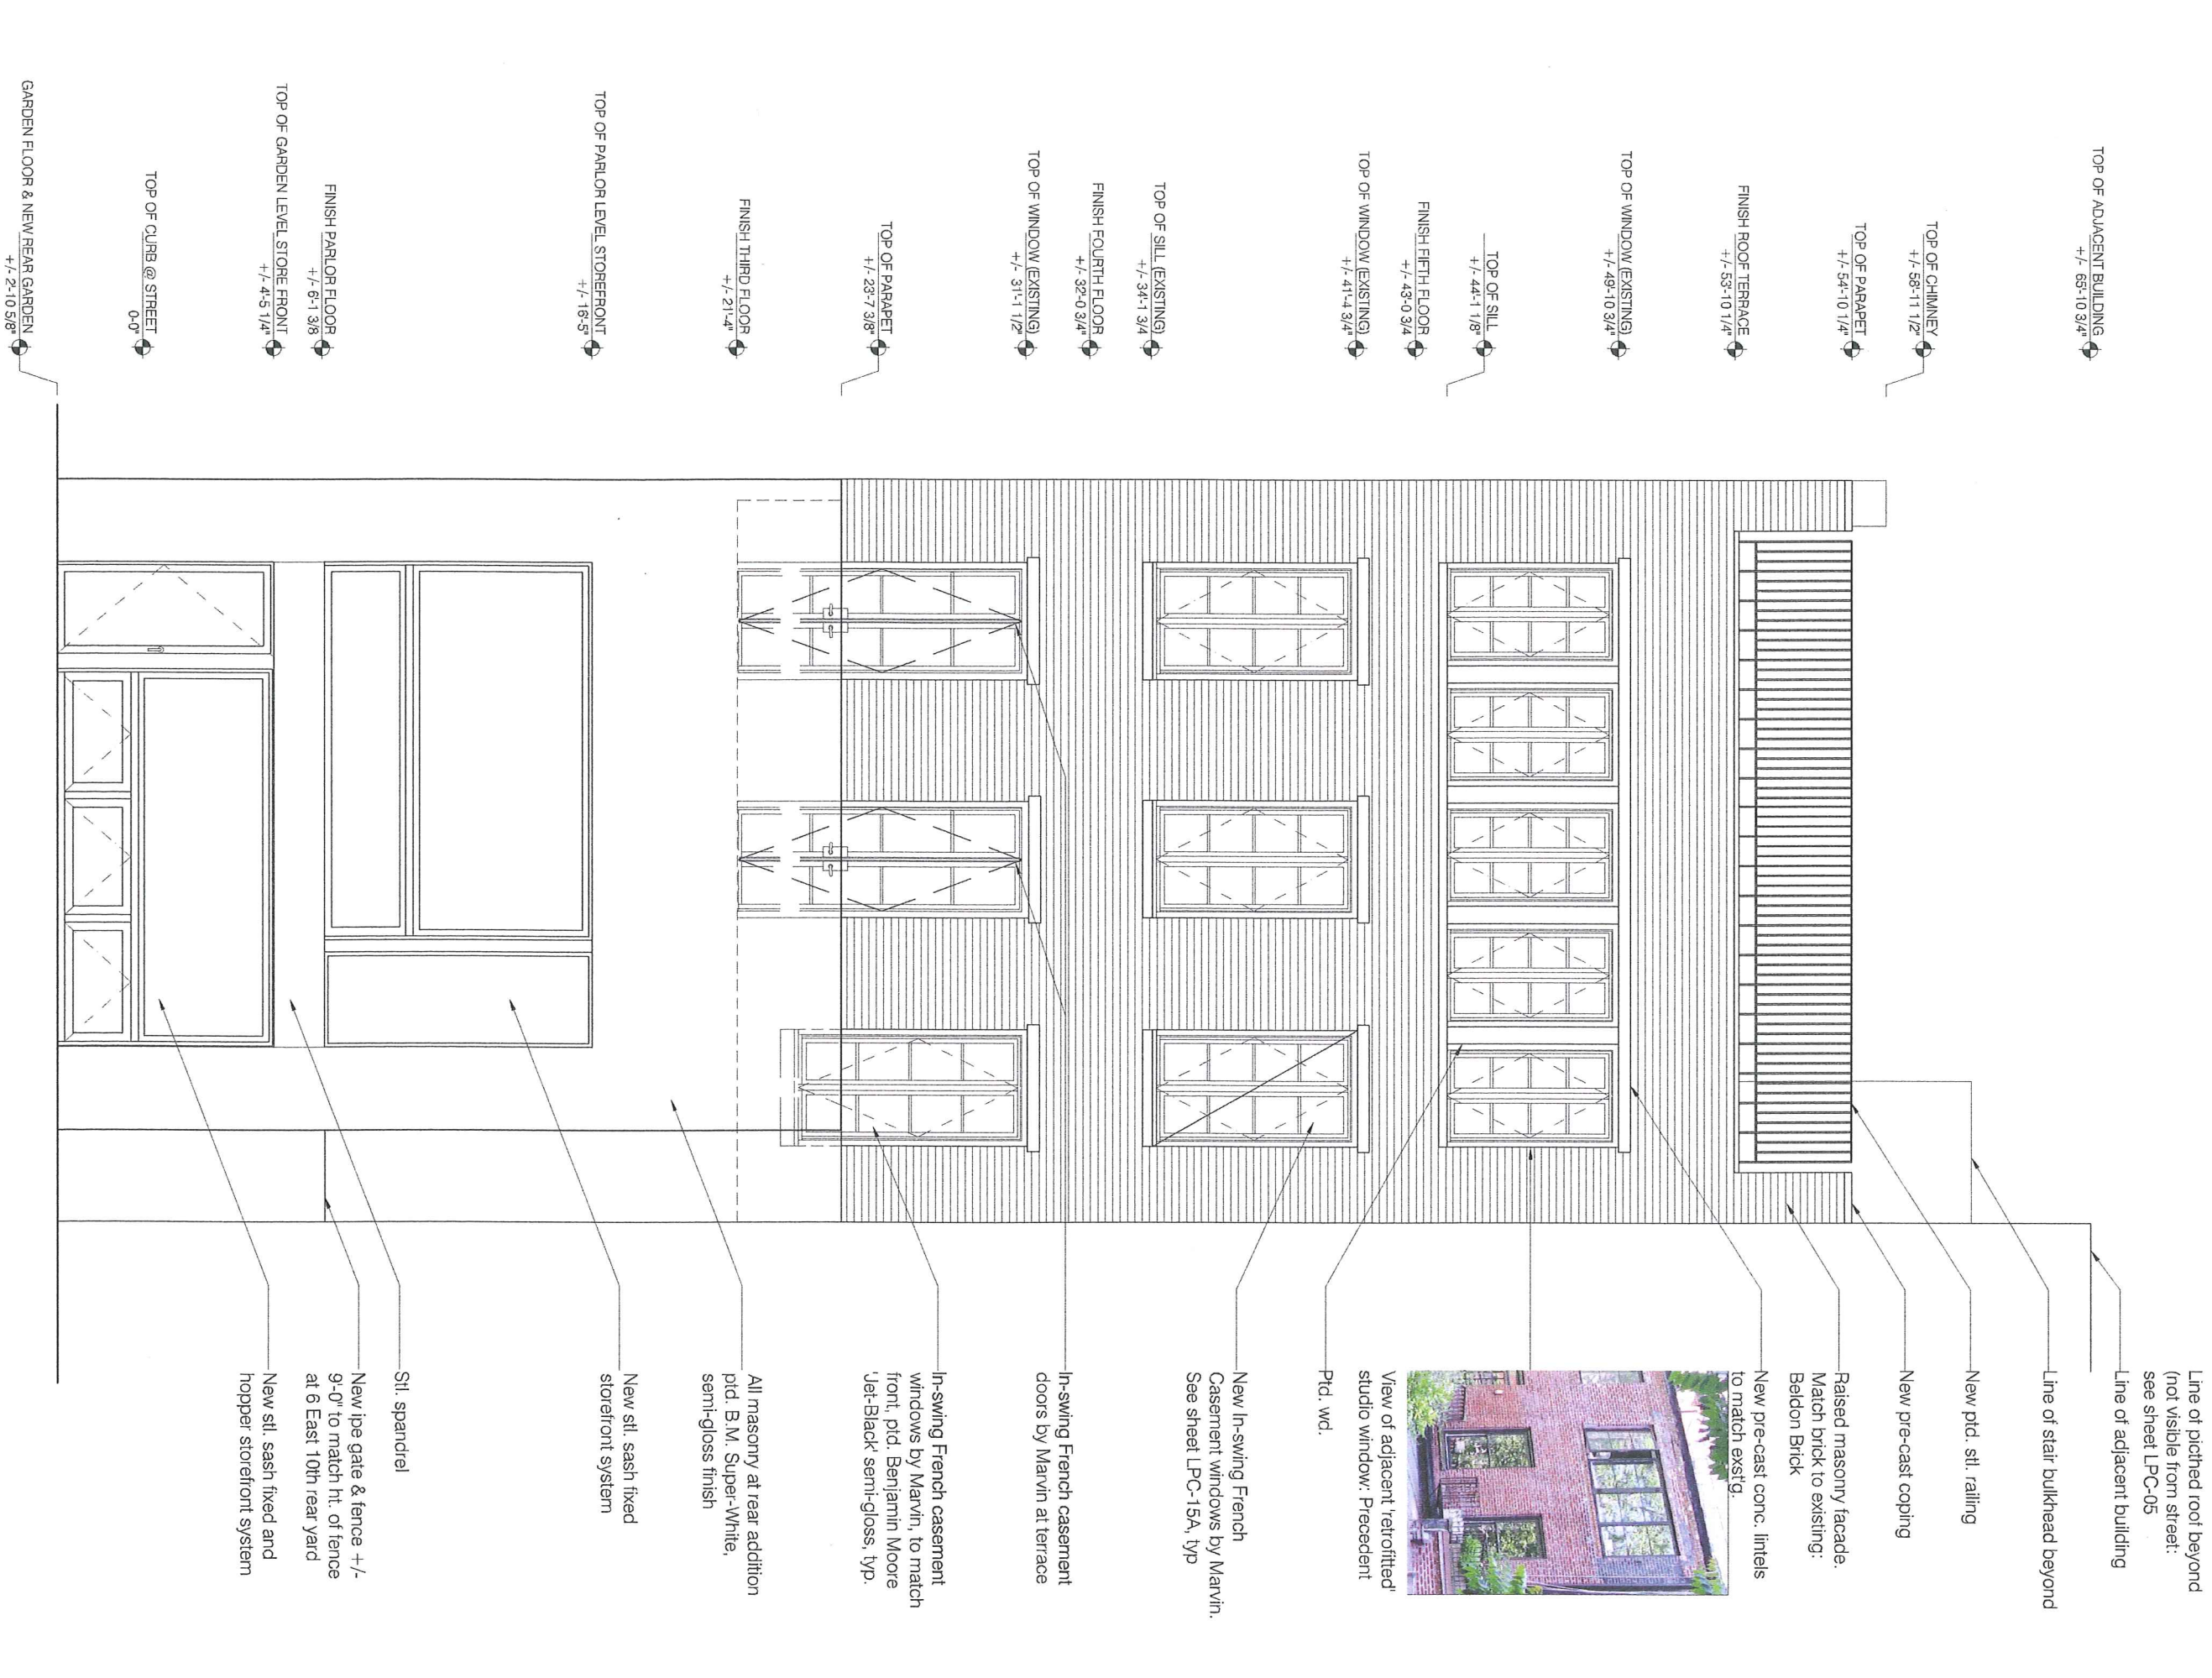 TOP OF ADJACENT BUILDING
+/- 65'-10 3/4"
TOP OF CHIMNEY
+/- 58'-11 1/2"
TOP OF PARAPET
+/- 54'-10 1/4"
FINISH ROOF TERRACE
+/- 53'-10 1/4"
TOP OF WINDOW (EXISTING)
+/- 49'-10 3/4"
TOP OF SILL
+/- 44'-1 1/8"
FINISH FIFTH FLOOR
+/- 43'-0 3/4
TOP OF WINDOW (EXISTING)
+/- 41'-4 3/4"
TOP OF SILL (EXISTING)
+/- 34'-1 3/4
FINISH FOURTH FLOOR
+/- 32'-0 3/4"
TOP OF WINDOW (EXISTING)
+/- 31'-1 1/2"
TOP OF PARAPET
+/- 23'-7 3/8"
FINISH THIRD FLOOR
+/- 21'-4"
TOP OF PARLOR LEVEL STOREFRONT
+/- 16'-5"
FINISH PARLOR FLOOR
+/- 6'-1 3/8
TOP OF GARDEN LEVEL STORE FRONT
+/- 4'-5 1/4"
TOP OF CURB @ STREET
0-0"
GARDEN FLOOR & NEW REAR GARDEN
+/- 2'-10 5/8"
Line of picthed roof beyond
(not visible from street:
see sheet LPC-05
Line of adjacent building
Line of stair bulkhead beyond
New ptd. stl. railing
New pre-cast coping
Raised masonry facade.
Match brick to existing:
Beldon Brick
New pre-cast conc. lintels
to match exst'g.
View of adjacent 'retrofitted'
studio window: Precedent
Ptd. wd.
New In-swing French
Casement windows by Marvin.
See sheet LPC-15A, typ
In-swing French casement
doors by Marvin at terrace
In-swing French casement
windows by Marvin, to match
front, ptd. Benjamin Moore
'Jet-Black' semi-gloss, typ.
All masonry at rear addition
ptd. B.M. Super-White,
semi-gloss finish
New stl. sash fixed
storefront system
Stl. spandrel
New ipe gate & fence +/-
9'-0" to match ht. of fence
at 6 East 10th rear yard
New stl. sash fixed and
hopper storefront system